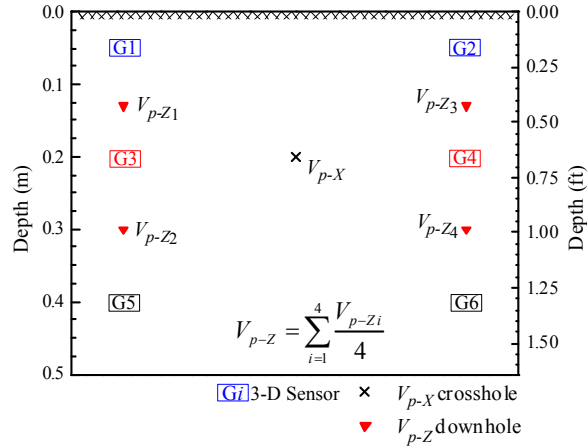 Depth (m)
0.0
0.1
0.2
0.3
0.4
0.5
Depth (ft)
0.00
0.25
0.50
0.75
1.00
1.25
1.50
G1
G2
V_{p-Z1}
V_{p-Z3}
G3
G4
V_{p-X}
V_{p-Z2}
V_{p-Z4}
G5
G6
V_{p-Z} = \sum_{i=1}^{4} \frac{V_{p-Zi}}{4}
Gi 3-D Sensor
× V_{p-X} crosshole
▼ V_{p-Z} downhole